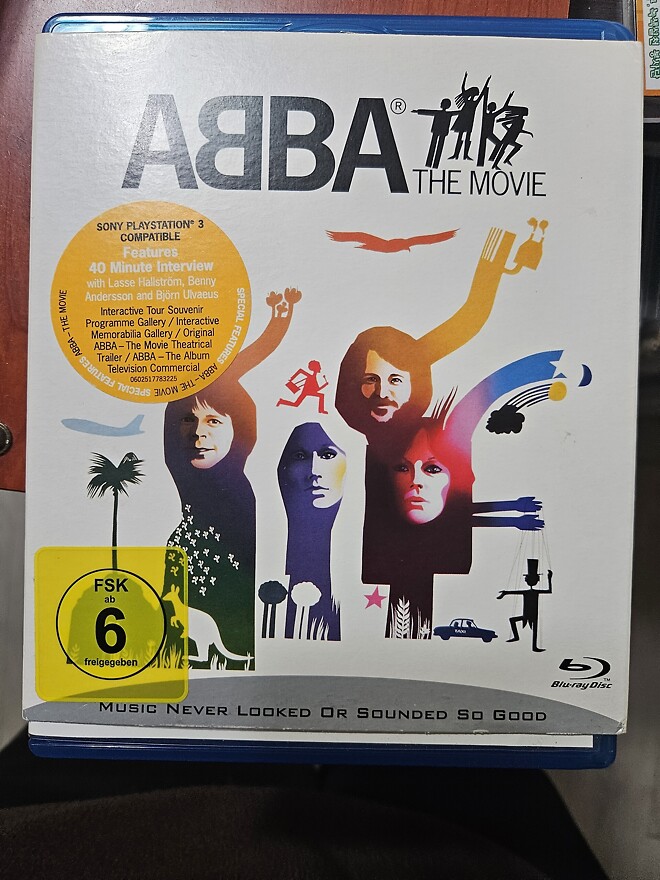 ABBA®
THE MOVIE
SONY PLAYSTATION® 3
COMPATIBLE
Features
40 Minute Interview
with Lasse Hallström, Benny
Andersson and Björn Ulvaeus
Interactive Tour Souvenir
Programme Gallery / Interactive
Memorabilia Gallery / Original
ABBA – The Movie Theatrical
Trailer / ABBA – The Album
Television Commercial
0602517783225
SPECIAL FEATURES ABBA – THE MOVIE
SPECIAL FEATURES ABBA – THE MOVIE
FSK
ab
6
freigegeben
TAXI
Blu-ray Disc™
MUSIC NEVER LOOKED OR SOUNDED SO GOOD